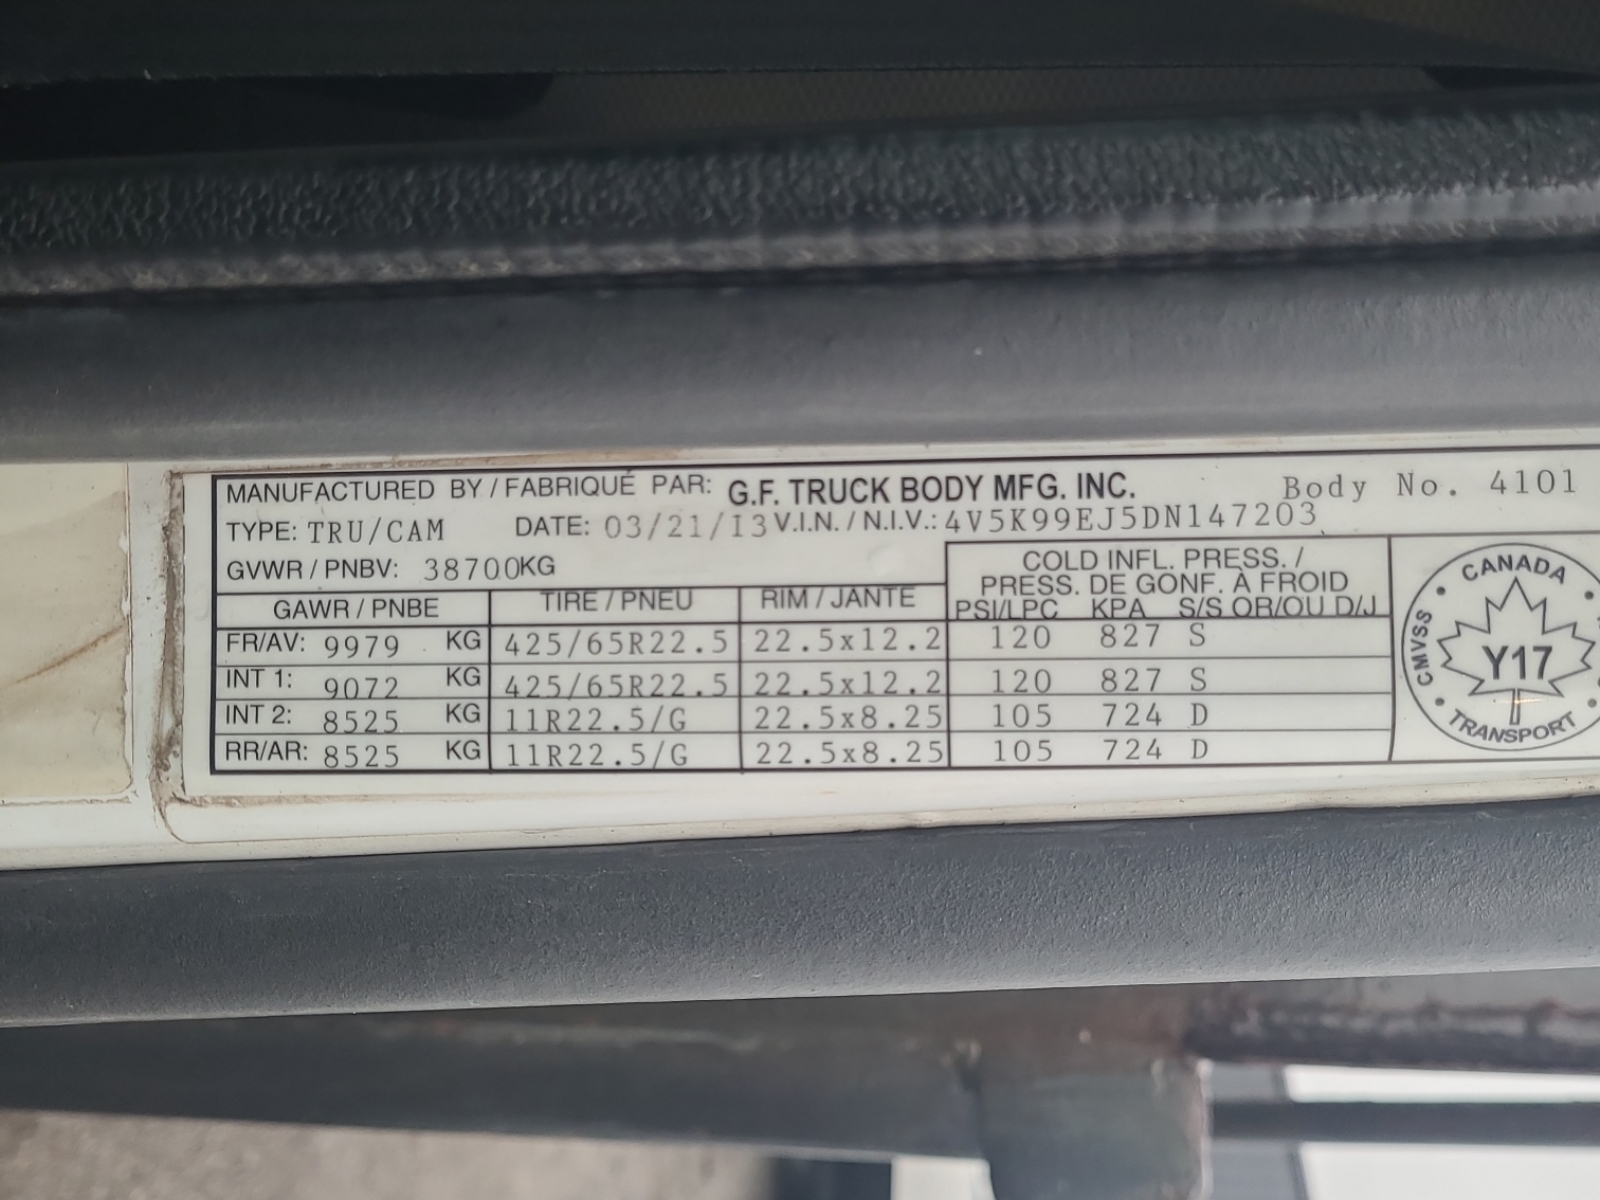 MANUFACTURED BY / FABRIQUÉ PAR: G.F. TRUCK BODY MFG. INC. Body No. 4101
TYPE: TRU/CAM DATE: 03/21/13 V.I.N. / N.I.V.: 4V5K99EJ5DN147203
GVWR / PNBV: 38700KG
COLD INFL. PRESS. /
PRESS. DE GONF. À FROID
GAWR / PNBE TIRE / PNEU RIM / JANTE PSI/LPC KPA S/S OR/OU D/J
FR/AV: 9979 KG 425/65R22.5 22.5x12.2 120 827 S
INT 1: 9072 KG 425/65R22.5 22.5x12.2 120 827 S
INT 2: 8525 KG 11R22.5/G 22.5x8.25 105 724 D
RR/AR: 8525 KG 11R22.5/G 22.5x8.25 105 724 D
CANADA
CMVSS
Y17
TRANSPORT